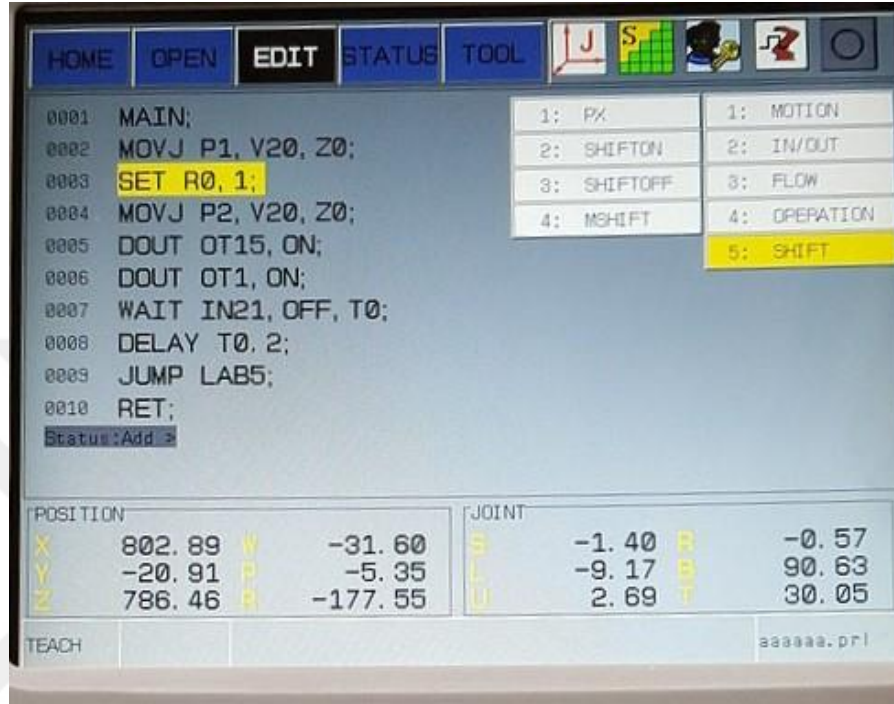 HOME OPEN EDIT STATUS TOOL J S
0001 MAIN;
0002 MOVJ P1, V20, Z0;
0003 SET R0, 1;
0004 MOVJ P2, V20, Z0;
0005 DOUT OT15, ON;
0006 DOUT OT1, ON;
0007 WAIT IN21, OFF, T0;
0008 DELAY T0. 2;
0009 JUMP LAB5;
0010 RET;
Status:Add >
1: PX
2: SHIFTON
3: SHIFTOFF
4: MSHIFT
1: MOTION
2: IN/OUT
3: FLOW
4: OPERATION
5: SHIFT
POSITION
X 802. 89 W -31. 60
Y -20. 91 P -5. 35
Z 786. 46 R -177. 55
JOINT
S -1. 40 R -0. 57
L -9. 17 B 90. 63
U 2. 69 T 30. 05
TEACH
aaaaaa.prl